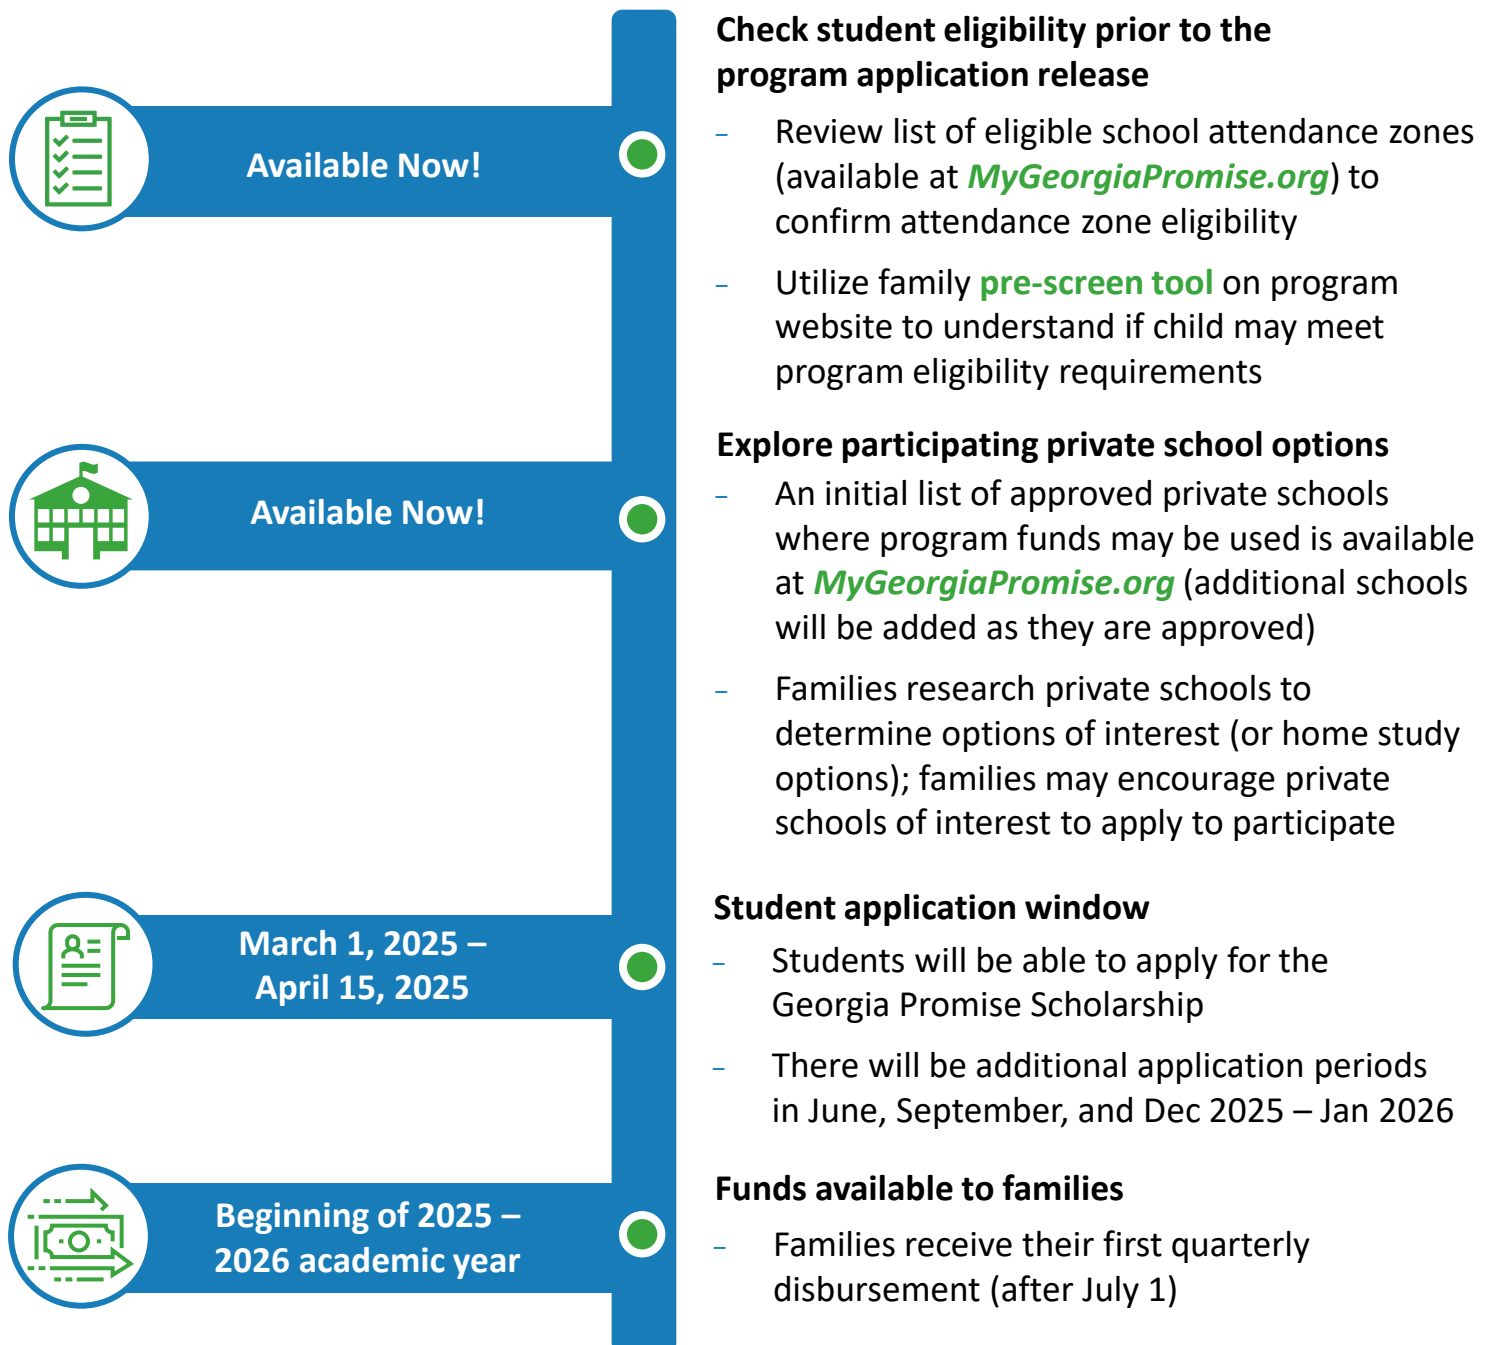 Check student eligibility prior to the
program application release
Available Now!
– Review list of eligible school attendance zones
(available at MyGeorgiaPromise.org) to
confirm attendance zone eligibility
– Utilize family pre-screen tool on program
website to understand if child may meet
program eligibility requirements
Explore participating private school options
Available Now!
– An initial list of approved private schools
where program funds may be used is available
at MyGeorgiaPromise.org (additional schools
will be added as they are approved)
– Families research private schools to
determine options of interest (or home study
options); families may encourage private
schools of interest to apply to participate
Student application window
March 1, 2025 –
April 15, 2025
– Students will be able to apply for the
Georgia Promise Scholarship
– There will be additional application periods
in June, September, and Dec 2025 – Jan 2026
Funds available to families
Beginning of 2025 –
2026 academic year
– Families receive their first quarterly
disbursement (after July 1)